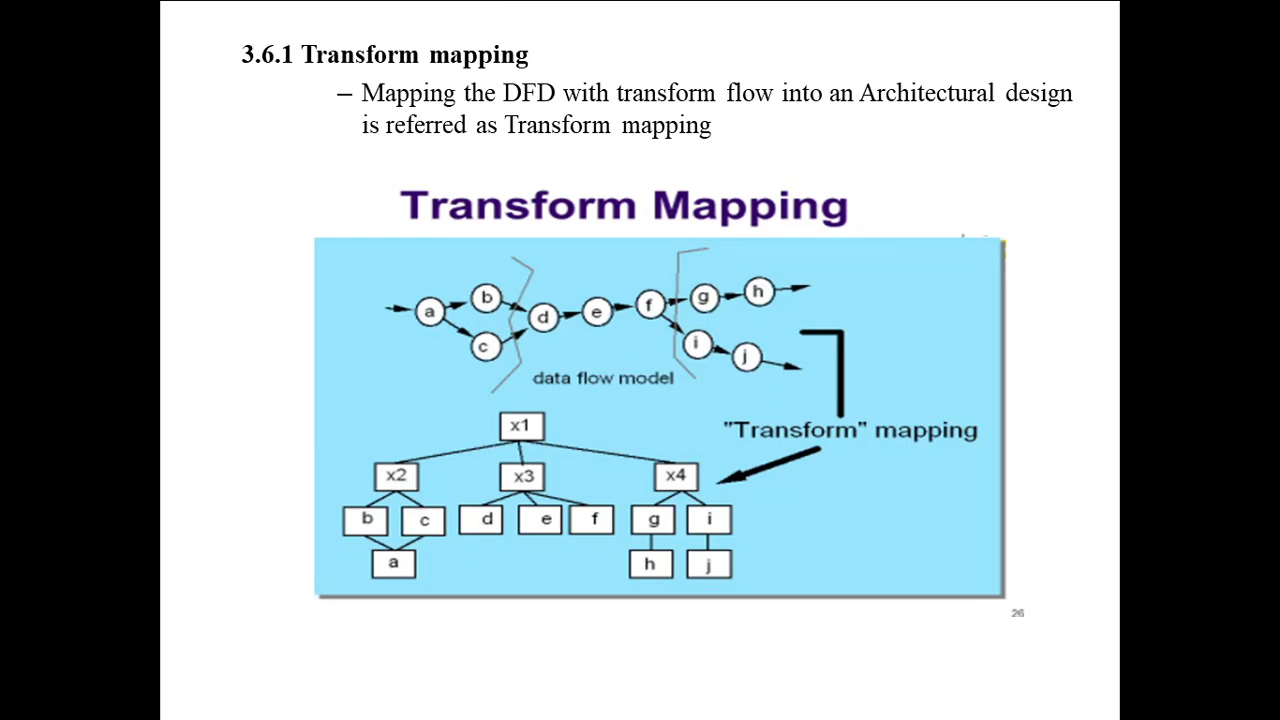 3.6.1 Transform mapping
– Mapping the DFD with transform flow into an Architectural design
is referred as Transform mapping
Transform Mapping
a b c d e f g h i j
data flow model
"Transform" mapping
x1
x2 x3 x4
b c d e f g i
a h j
26